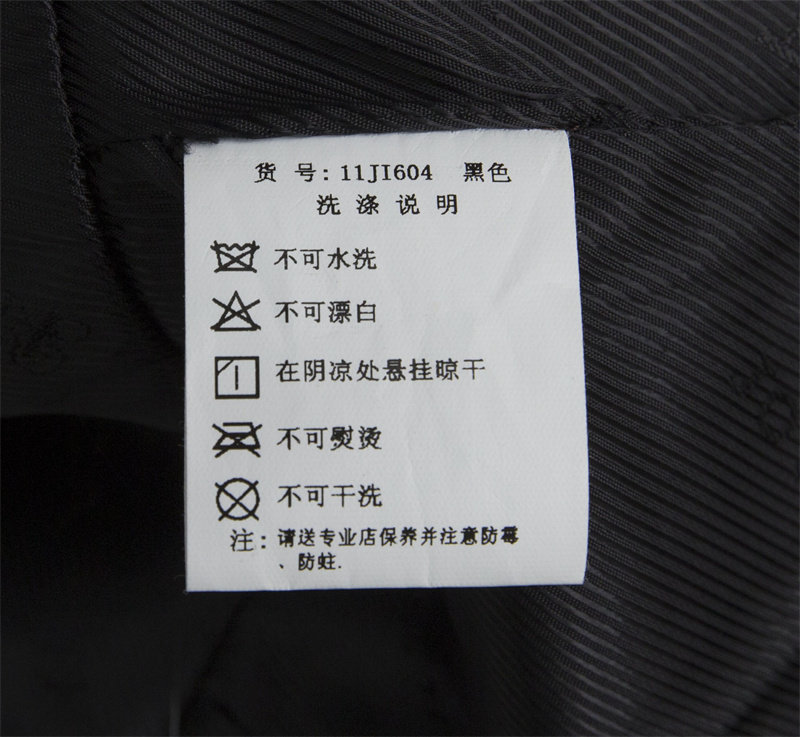 货 号: 11JI604 黑色
洗 涤 说 明
不可水洗
不可漂白
在阴凉处悬挂晾干
不可熨烫
不可干洗
注: 请送专业店保养并注意防霉
、防蛀.